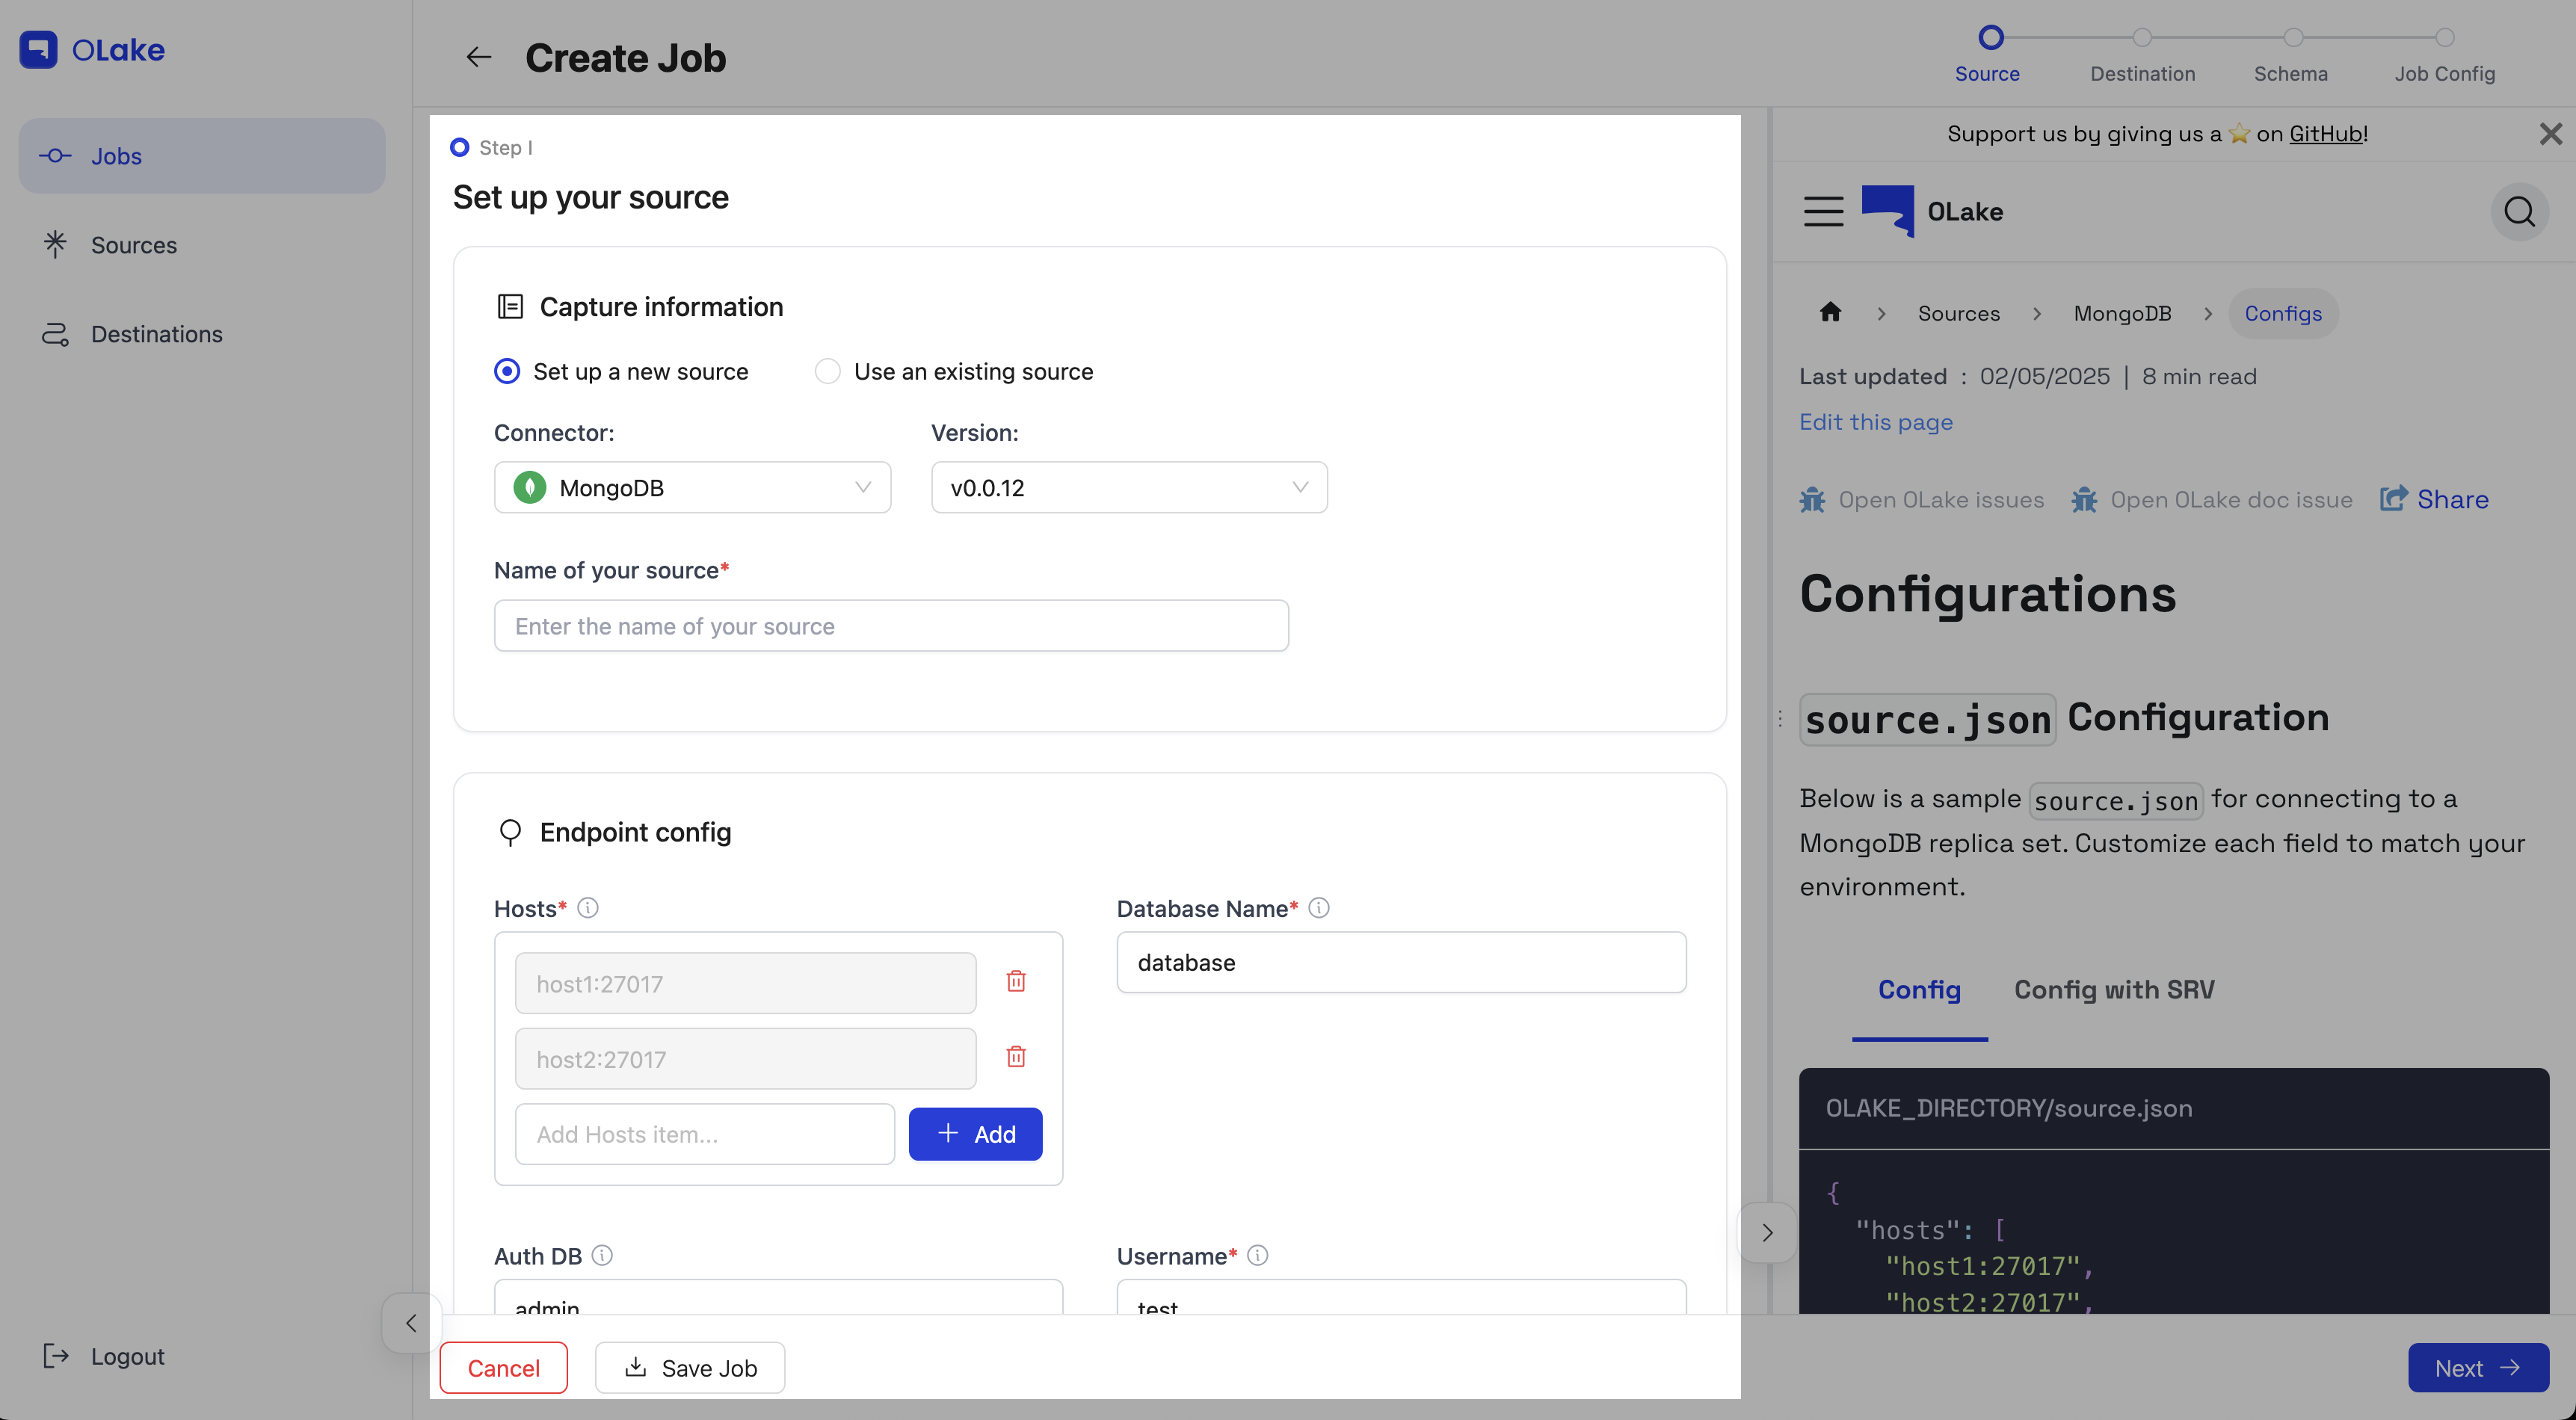 OLake
Jobs
Sources
Destinations
Logout
Create Job
Source
Destination
Schema
Job Config
Step I
Set up your source
Capture information
Set up a new source
Use an existing source
Connector:
Version:
MongoDB
v0.0.12
Name of your source*
Enter the name of your source
Endpoint config
Hosts*
Database Name*
host1:27017
database
host2:27017
Add Hosts item...
Add
Auth DB
Username*
admin
test
Cancel
Save Job
Support us by giving us a ⭐ on GitHub!
OLake
Sources
MongoDB
Configs
Last updated : 02/05/2025 | 8 min read
Edit this page
Open OLake issues
Open OLake doc issue
Share
Configurations
source.json Configuration
Below is a sample source.json for connecting to a
MongoDB replica set. Customize each field to match your
environment.
Config
Config with SRV
OLAKE_DIRECTORY/source.json
{
"hosts": [
"host1:27017",
"host2:27017",
Next